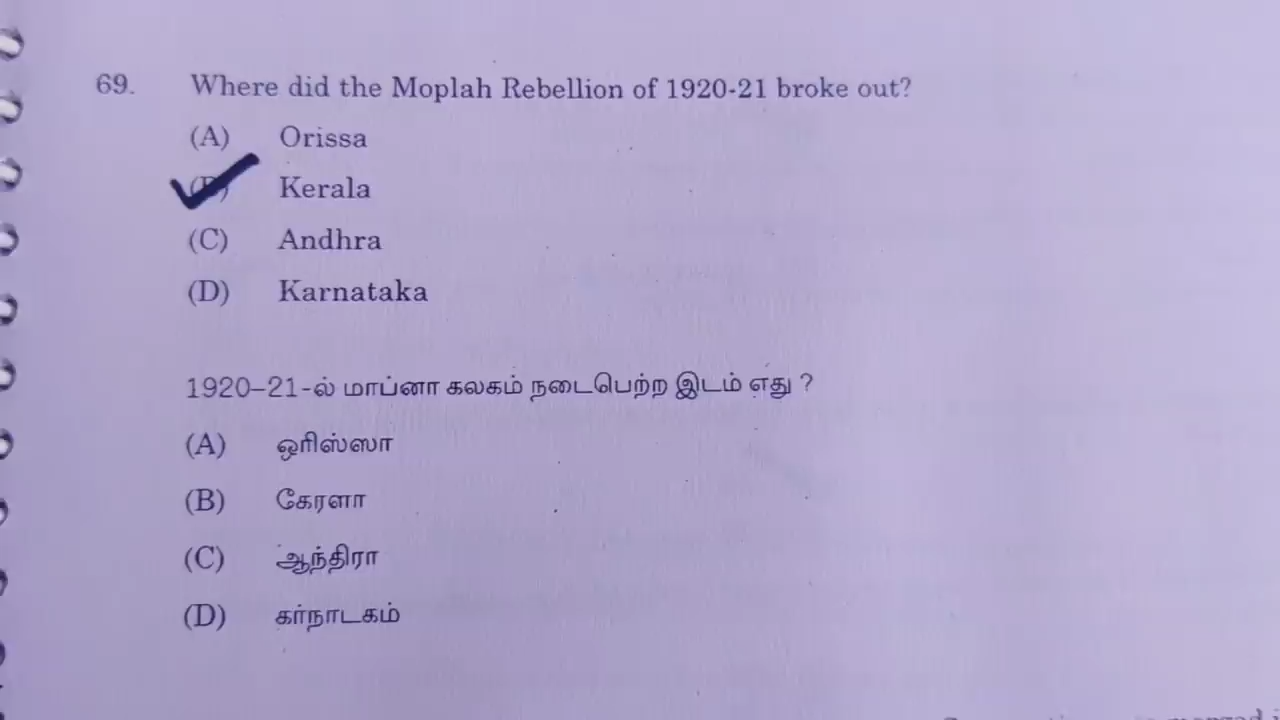 69. Where did the Moplah Rebellion of 1920-21 broke out?
(A) Orissa
(B) Kerala
(C) Andhra
(D) Karnataka
1920–21-ல் மாப்னா கலகம் நடைபெற்ற இடம் எது ?
(A) ஒரிஸ்ஸா
(B) கேரளா
(C) ஆந்திரா
(D) கர்நாடகம்